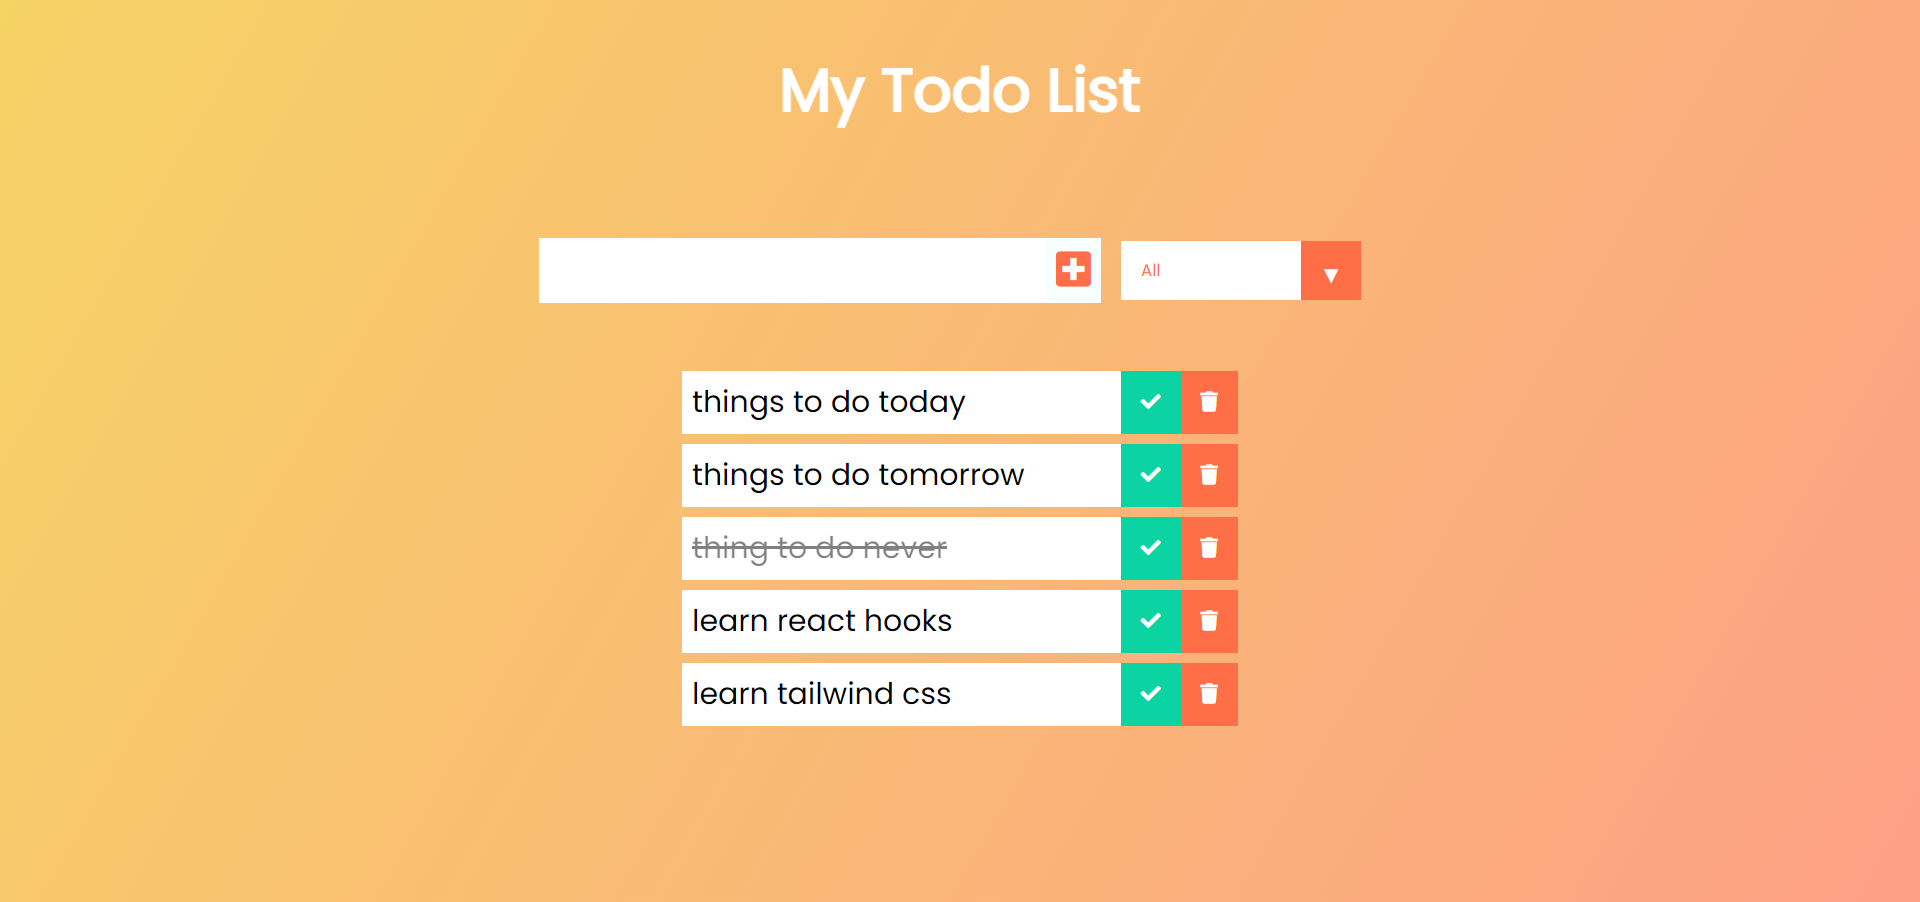 My Todo List
All
things to do today
things to do tomorrow
thing to do never
learn react hooks
learn tailwind css